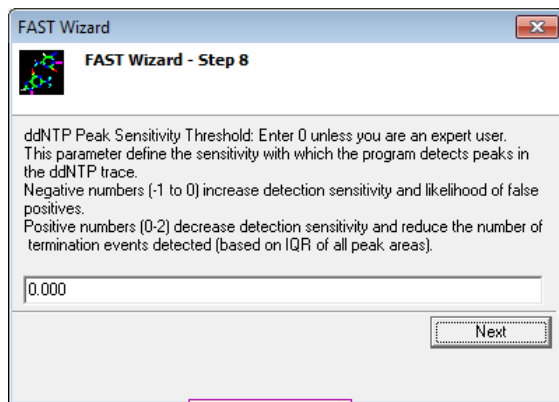 FAST Wizard
FAST Wizard - Step 8
ddNTP Peak Sensitivity Threshold: Enter 0 unless you are an expert user.
This parameter define the sensitivity with which the program detects peaks in
the ddNTP trace.
Negative numbers (-1 to 0) increase detection sensitivity and likelihood of false
positives.
Positive numbers (0-2) decrease detection sensitivity and reduce the number of
termination events detected (based on IQR of all peak areas).
0.000
Next